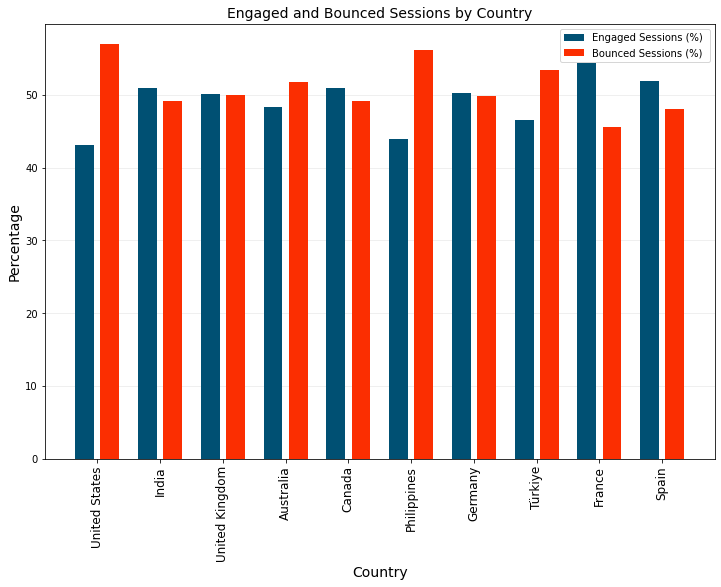 Engaged and Bounced Sessions by Country
Engaged Sessions (%)
Bounced Sessions (%)
Percentage
50
40
30
20
10
0
United States
India
United Kingdom
Australia
Canada
Philippines
Germany
Türkiye
France
Spain
Country